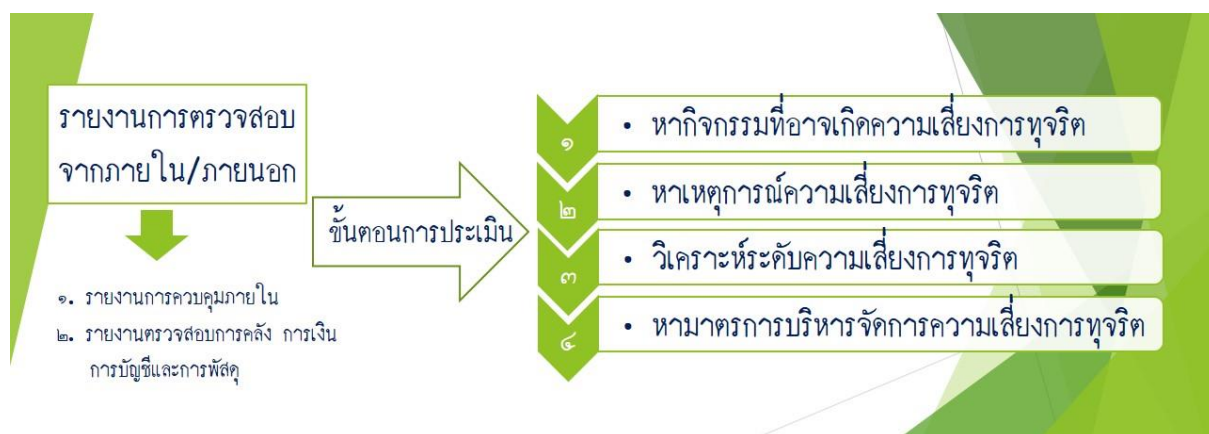 รายงานการตรวจสอบ
จากภายใน/ภายนอก
๑. รายงานการควบคุมภายใน
๒. รายงานตรวจสอบการคลัง การเงิน
การบัญชีและการพัสดุ
ขั้นตอนการประเมิน
๑ • หากิจกรรมที่อาจเกิดความเสี่ยงการทุจริต
๒ • หาเหตุการณ์ความเสี่ยงการทุจริต
๓ • วิเคราะห์ระดับความเสี่ยงการทุจริต
๔ • หามาตรการบริหารจัดการความเสี่ยงการทุจริต